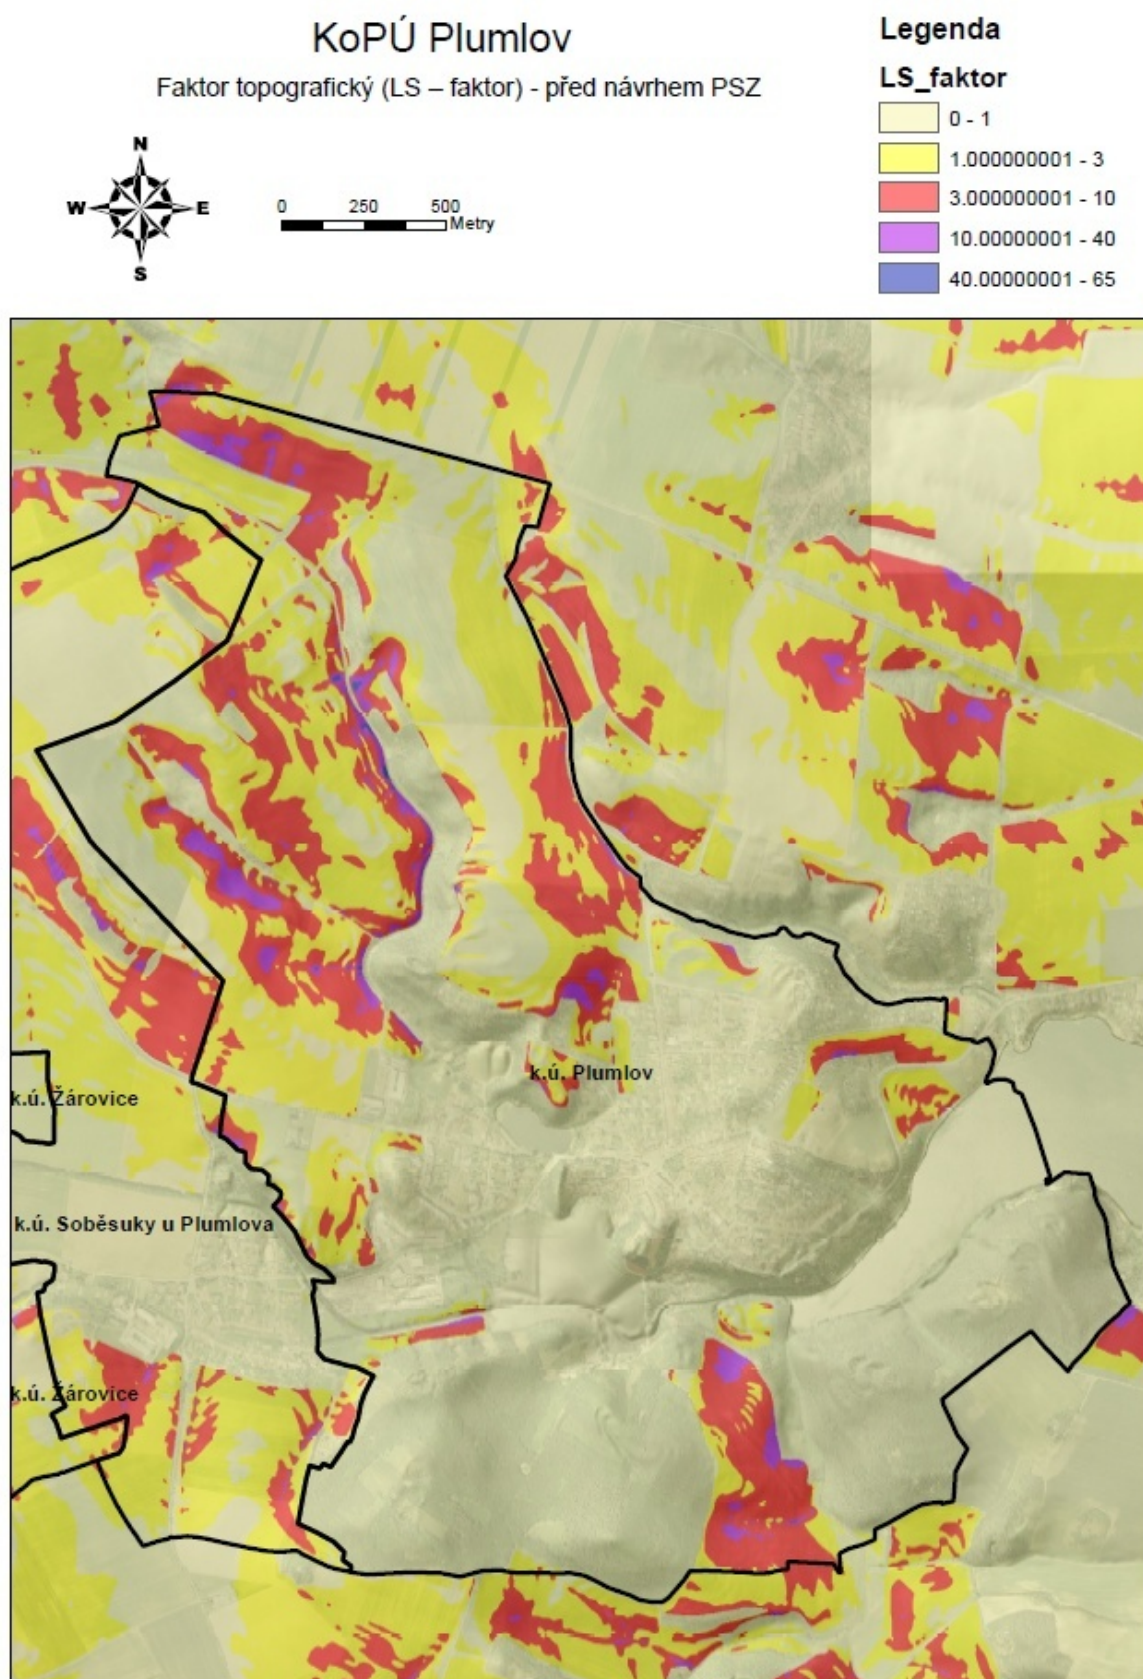 KoPÚ Plumlov
Faktor topografický (LS – faktor) - před návrhem PSZ
N
W E
S
0 250 500
Metry
Legenda
LS_faktor
0 - 1
1.000000001 - 3
3.000000001 - 10
10.00000001 - 40
40.00000001 - 65
k.ú. Plumlov
k.ú. Žárovice
k.ú. Soběsuky u Plumlova
k.ú. Žárovice